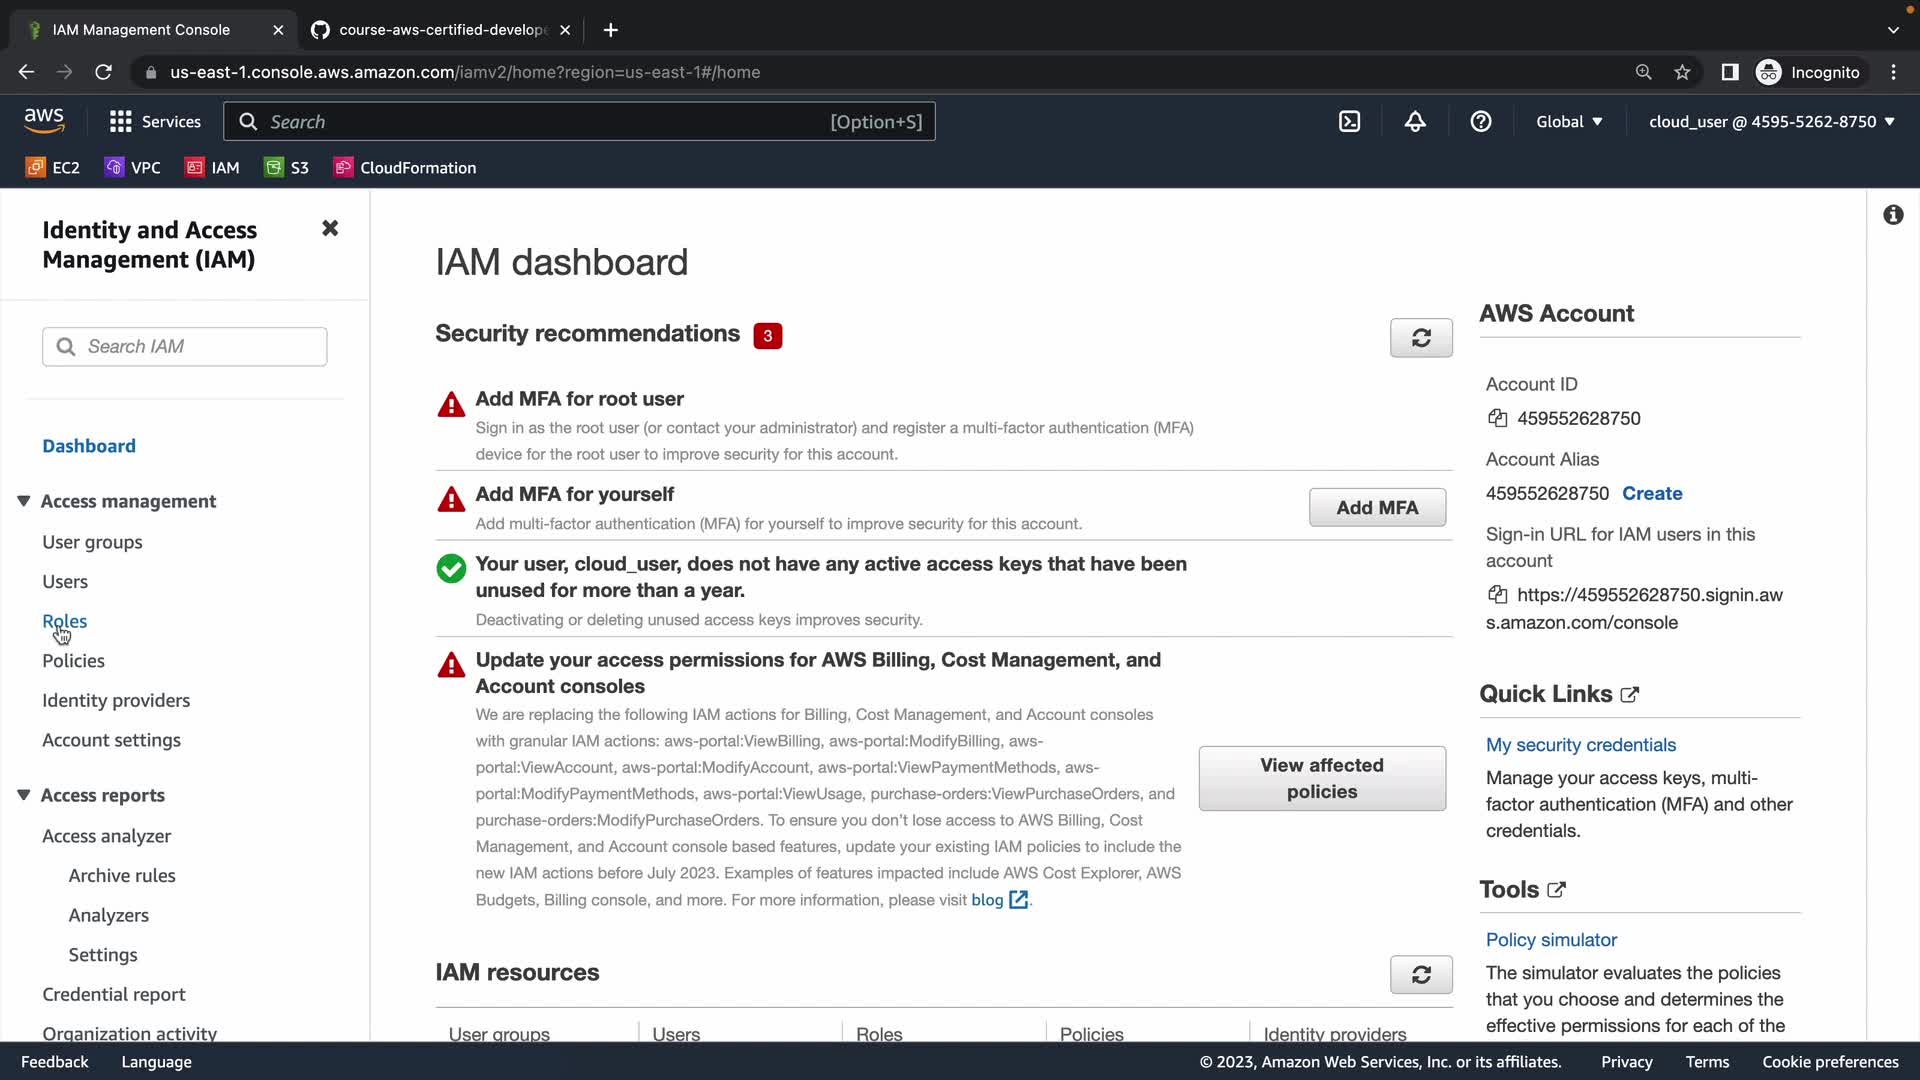 IAM Management Console
course-aws-certified-develope
us-east-1.console.aws.amazon.com/iamv2/home?region=us-east-1#/home
Incognito
aws
Services
Search
[Option+S]
Global
cloud_user @ 4595-5262-8750
EC2
VPC
IAM
S3
CloudFormation
Identity and Access
Management (IAM)
Search IAM
Dashboard
Access management
User groups
Users
Roles
Policies
Identity providers
Account settings
Access reports
Access analyzer
Archive rules
Analyzers
Settings
Credential report
Organization activity
IAM dashboard
Security recommendations 3
Add MFA for root user
Sign in as the root user (or contact your administrator) and register a multi-factor authentication (MFA)
device for the root user to improve security for this account.
Add MFA for yourself
Add multi-factor authentication (MFA) for yourself to improve security for this account.
Add MFA
Your user, cloud_user, does not have any active access keys that have been
unused for more than a year.
Deactivating or deleting unused access keys improves security.
Update your access permissions for AWS Billing, Cost Management, and
Account consoles
We are replacing the following IAM actions for Billing, Cost Management, and Account consoles
with granular IAM actions: aws-portal:ViewBilling, aws-portal:ModifyBilling, aws-
portal:ViewAccount, aws-portal:ModifyAccount, aws-portal:ViewPaymentMethods, aws-
portal:ModifyPaymentMethods, aws-portal:ViewUsage, purchase-orders:ViewPurchaseOrders, and
purchase-orders:ModifyPurchaseOrders. To ensure you don't lose access to AWS Billing, Cost
Management, and Account console based features, update your existing IAM policies to include the
new IAM actions before July 2023. Examples of features impacted include AWS Cost Explorer, AWS
Budgets, Billing console, and more. For more information, please visit blog.
View affected
policies
IAM resources
User groups
Users
Roles
Policies
Identity providers
AWS Account
Account ID
459552628750
Account Alias
459552628750 Create
Sign-in URL for IAM users in this
account
https://459552628750.signin.aw
s.amazon.com/console
Quick Links
My security credentials
Manage your access keys, multi-
factor authentication (MFA) and other
credentials.
Tools
Policy simulator
The simulator evaluates the policies
that you choose and determines the
effective permissions for each of the
Feedback
Language
© 2023, Amazon Web Services, Inc. or its affiliates.
Privacy
Terms
Cookie preferences